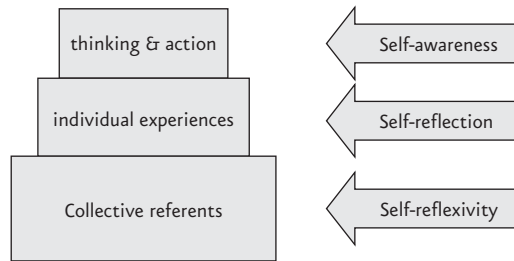 thinking & action
Self-awareness
individual experiences
Self-reflection
Collective referents
Self-reflexivity